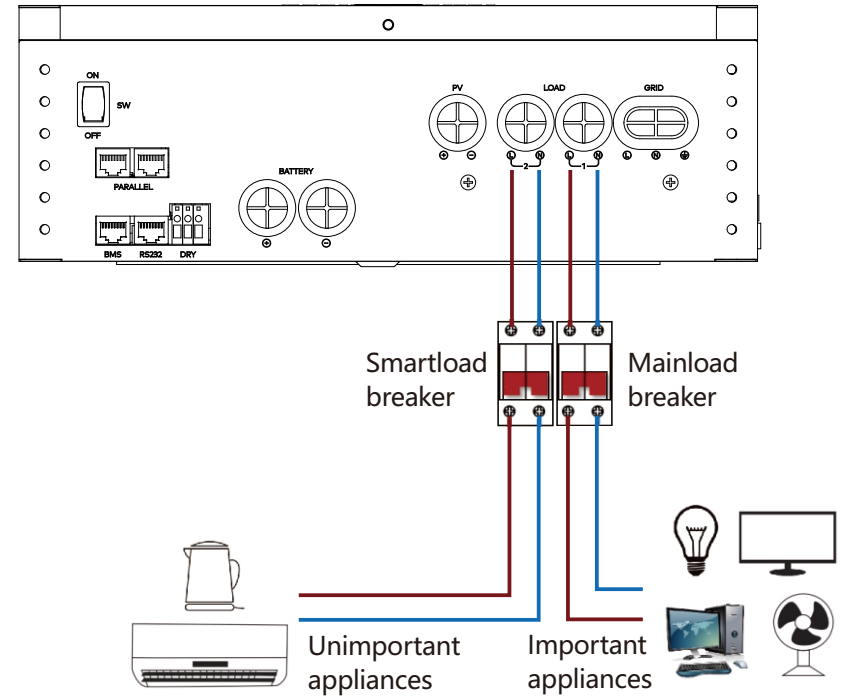 ON
SW
OFF
PARALLEL
BMS
RS232
DRY
BATTERY
+
−
PV
LOAD
GRID
+
−
L
N
2
L
N
1
L
N
Smartload
breaker
Mainload
breaker
Unimportant
appliances
Important
appliances